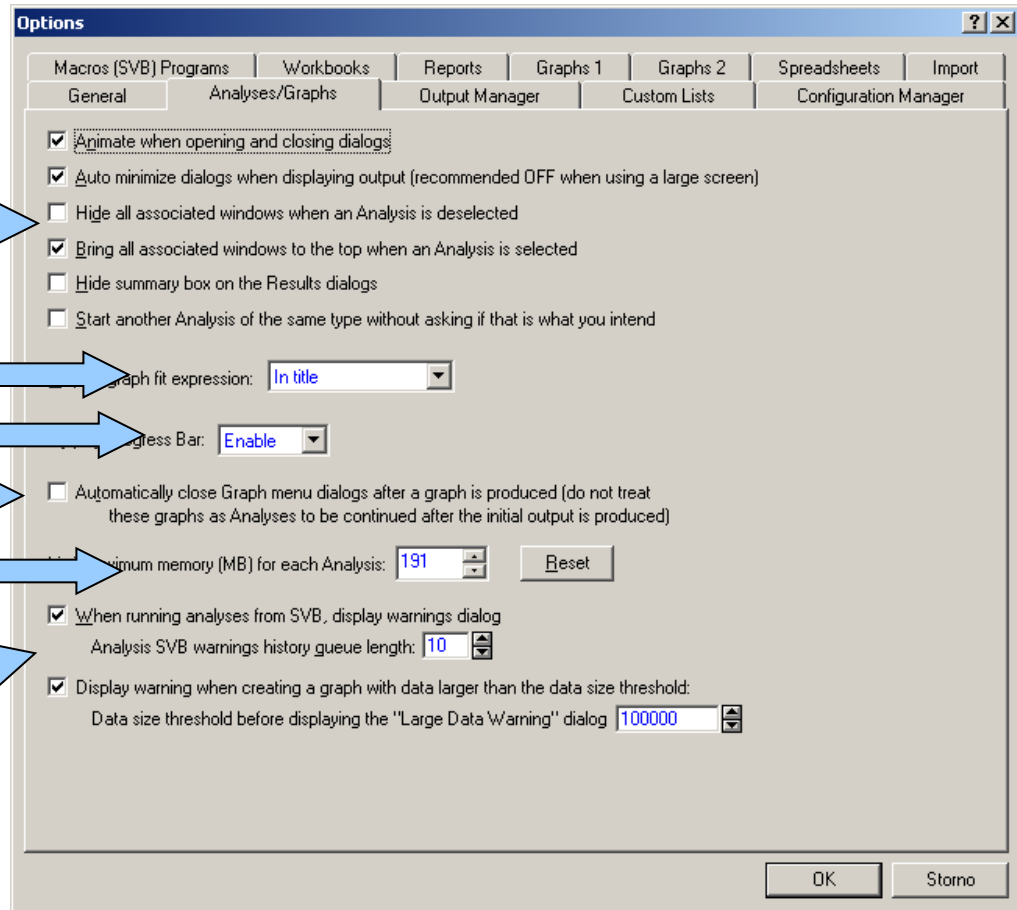 Options
Macros (SVB) Programs Workbooks Reports Graphs 1 Graphs 2 Spreadsheets Import
General Analyses/Graphs Output Manager Custom Lists Configuration Manager
Animate when opening and closing dialogs
Auto minimize dialogs when displaying output (recommended OFF when using a large screen)
Hide all associated windows when an Analysis is deselected
Bring all associated windows to the top when an Analysis is selected
Hide summary box on the Results dialogs
Start another Analysis of the same type without asking if that is what you intend
fit expression: In title
Bar: Enable
Automatically close Graph menu dialogs after a graph is produced (do not treat
these graphs as Analyses to be continued after the initial output is produced)
memory (MB) for each Analysis: 191 Reset
When running analyses from SVB, display warnings dialog
Analysis SVB warnings history queue length: 10
Display warning when creating a graph with data larger than the data size threshold:
Data size threshold before displaying the "Large Data Warning" dialog 100000
OK Storno